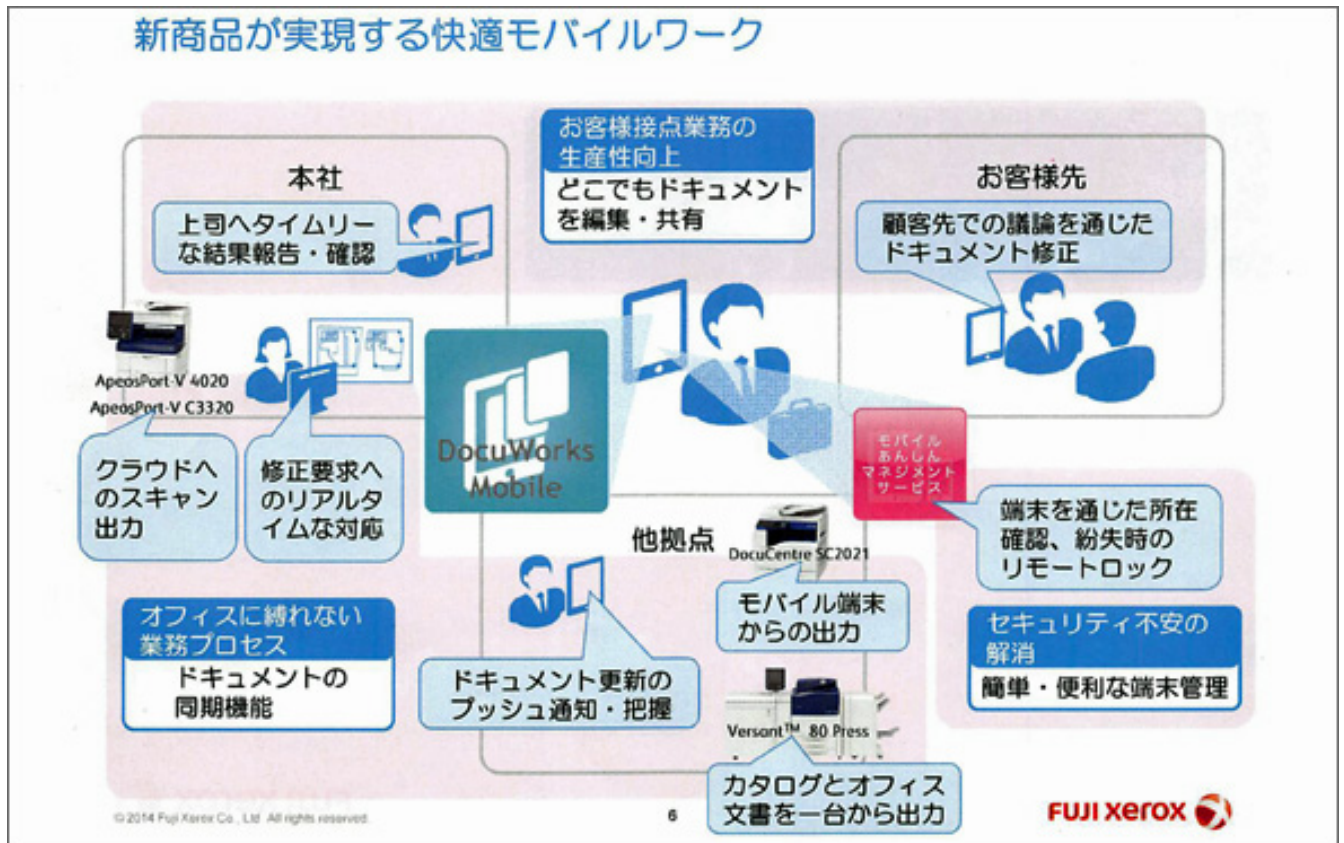 新商品が実現する快適モバイルワーク
お客様接点業務の
生産性向上
どこでもドキュメント
を編集・共有
本社
上司へタイムリー
な結果報告・確認
お客様先
顧客先での議論を通じた
ドキュメント修正
ApeosPort-V 4020
ApeosPort-V C3320
クラウドへ
のスキャン
出力
修正要求へ
のリアルタ
イムな対応
DocuWorks
Mobile
モバイル
あんしん
マネジメント
サービス
端末を通じた所在
確認、紛失時の
リモートロック
他拠点
DocuCentre SC2021
モバイル端末
からの出力
オフィスに縛れない
業務プロセス
ドキュメントの
同期機能
ドキュメント更新の
プッシュ通知・把握
セキュリティ不安の
解消
簡単・便利な端末管理
Versant™ 80 Press
カタログとオフィス
文書を一台から出力
© 2014 Fuji Xerox Co., Ltd. All rights reserved.
6
FUJI xerox